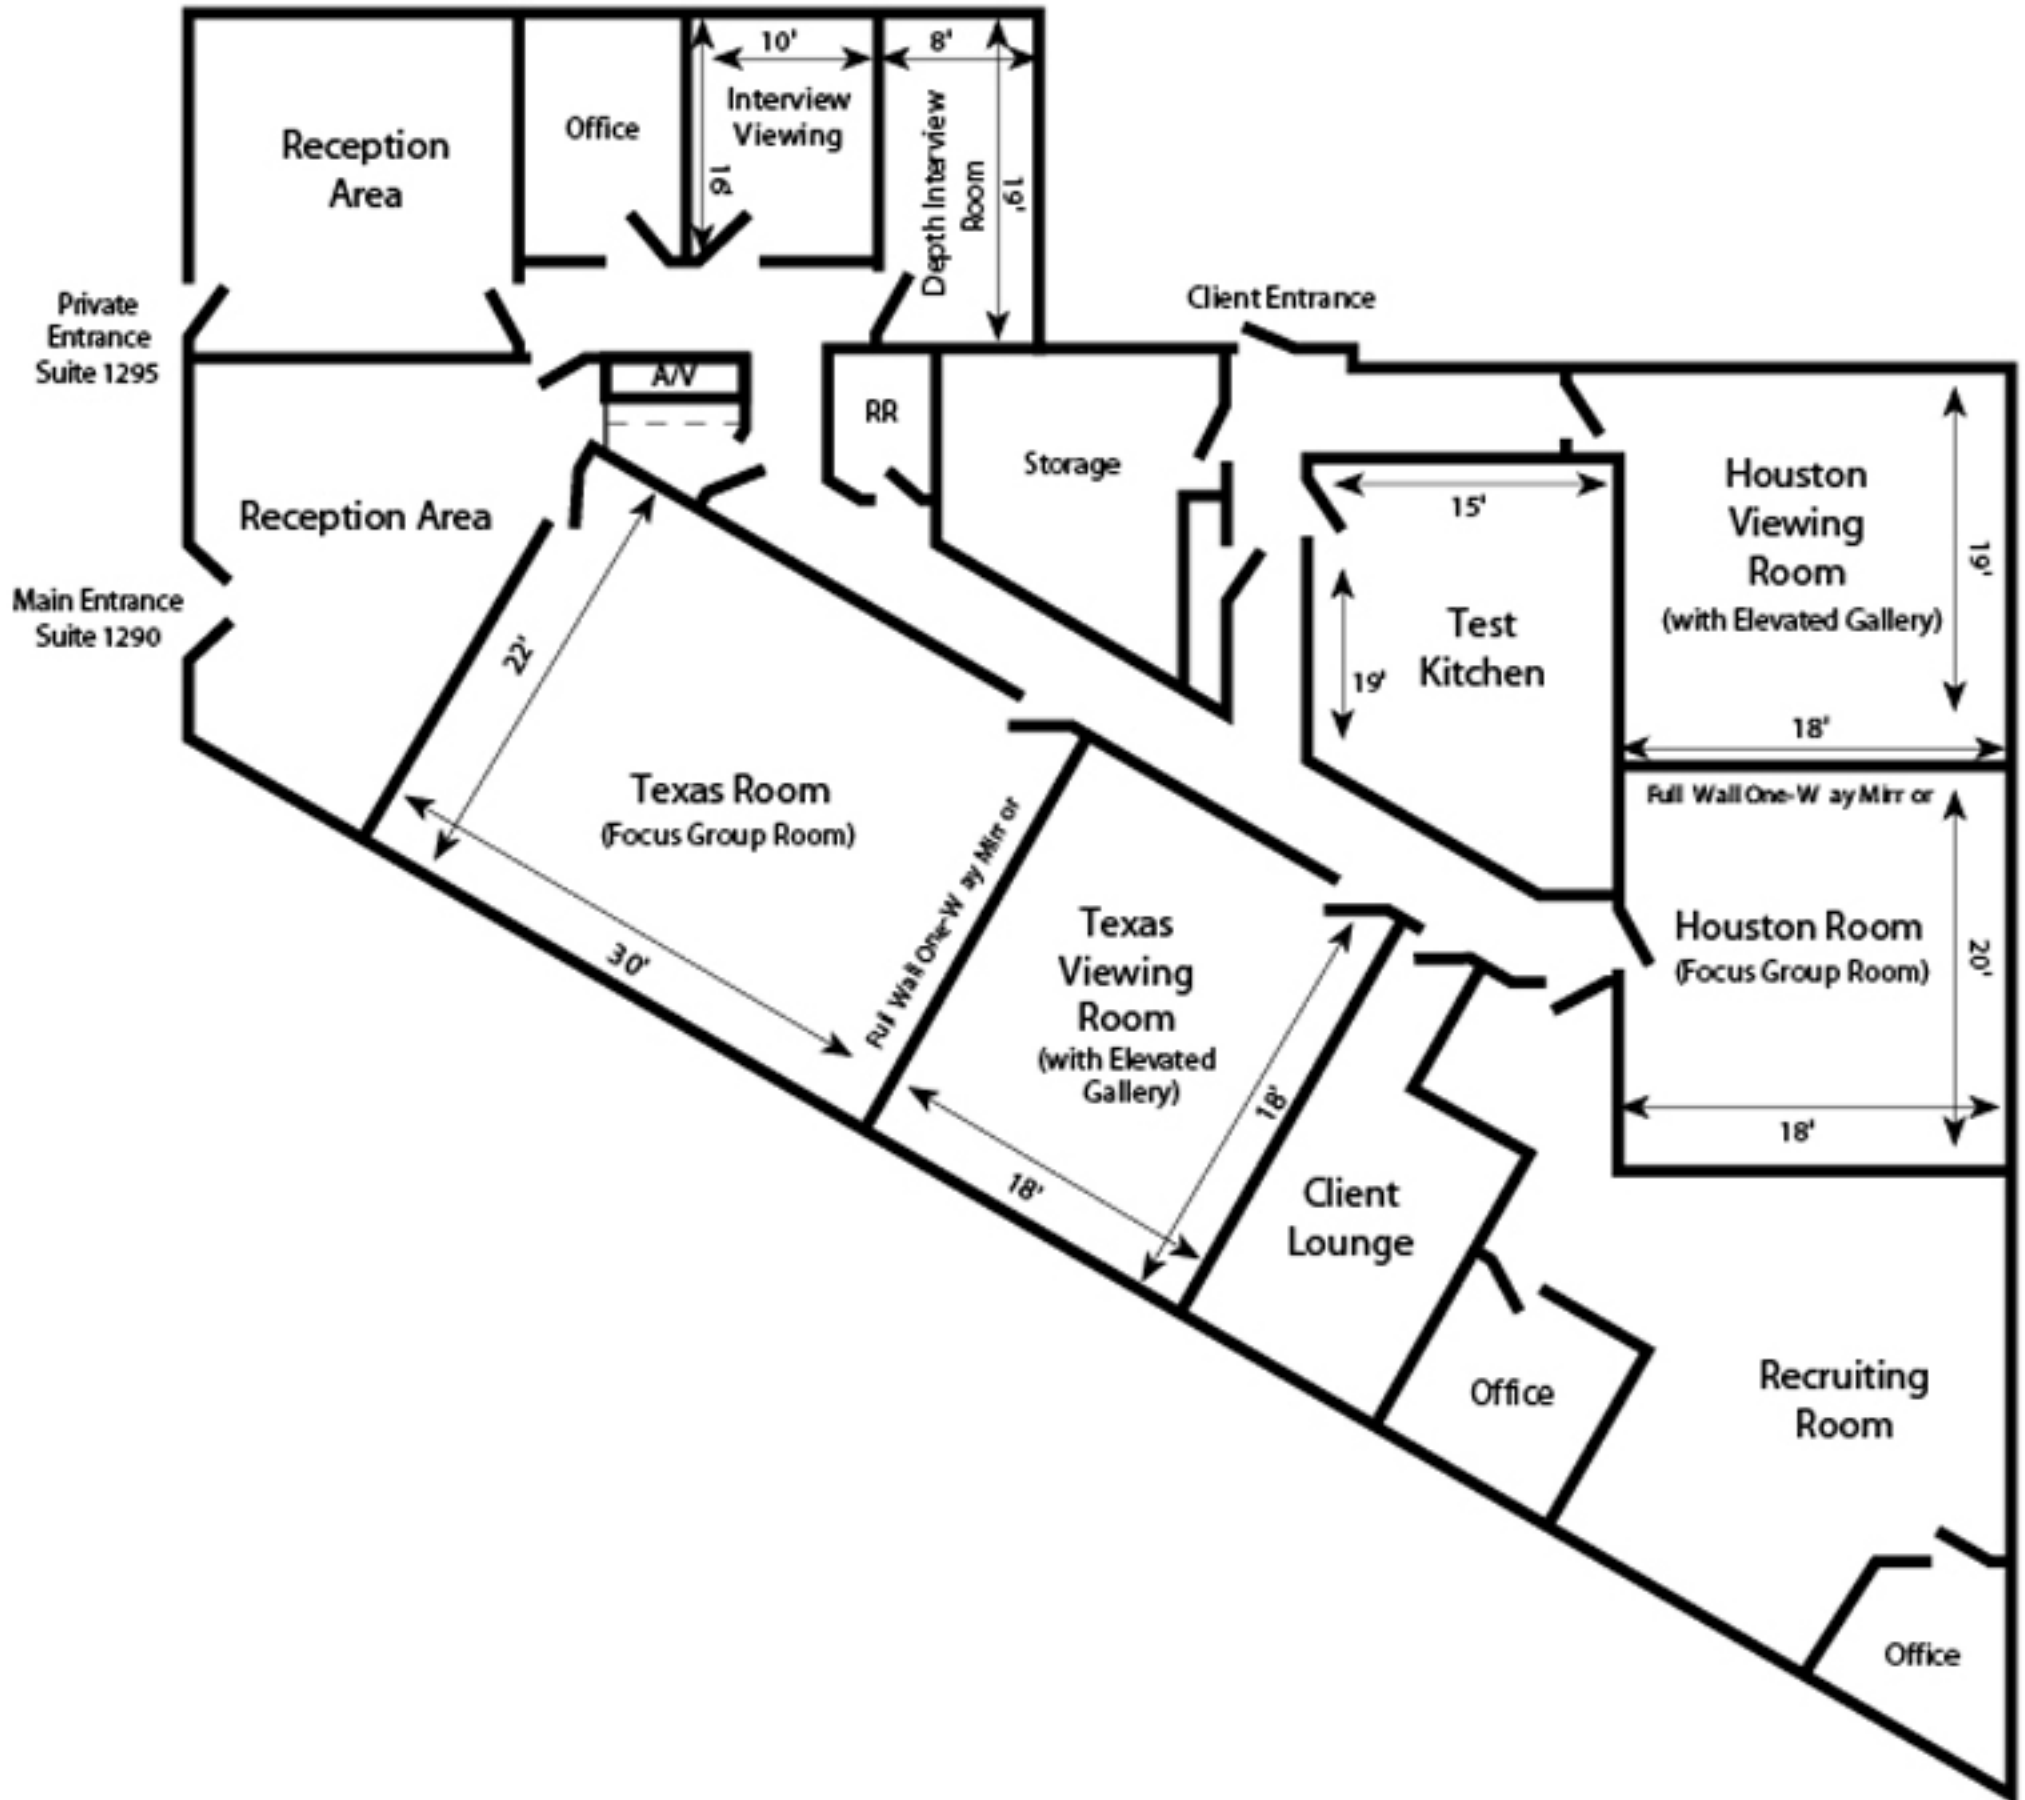 10'
8'
Interview
Viewing
Office
Reception
Area
16'
Depth Interview
Room
19'
Private
Entrance
Suite 1295
Client Entrance
A/V
RR
Storage
Reception Area
15'
Houston
Viewing
Room
(with Elevated Gallery)
19'
18'
Main Entrance
Suite 1290
22'
Test
Kitchen
19'
Texas Room
(Focus Group Room)
30'
Full Wall One-W ay Mirr or
Full Wall One-W ay Mirr or
Houston Room
(Focus Group Room)
20'
18'
Texas
Viewing
Room
(with Elevated
Gallery)
18'
18'
Client
Lounge
Office
Recruiting
Room
Office